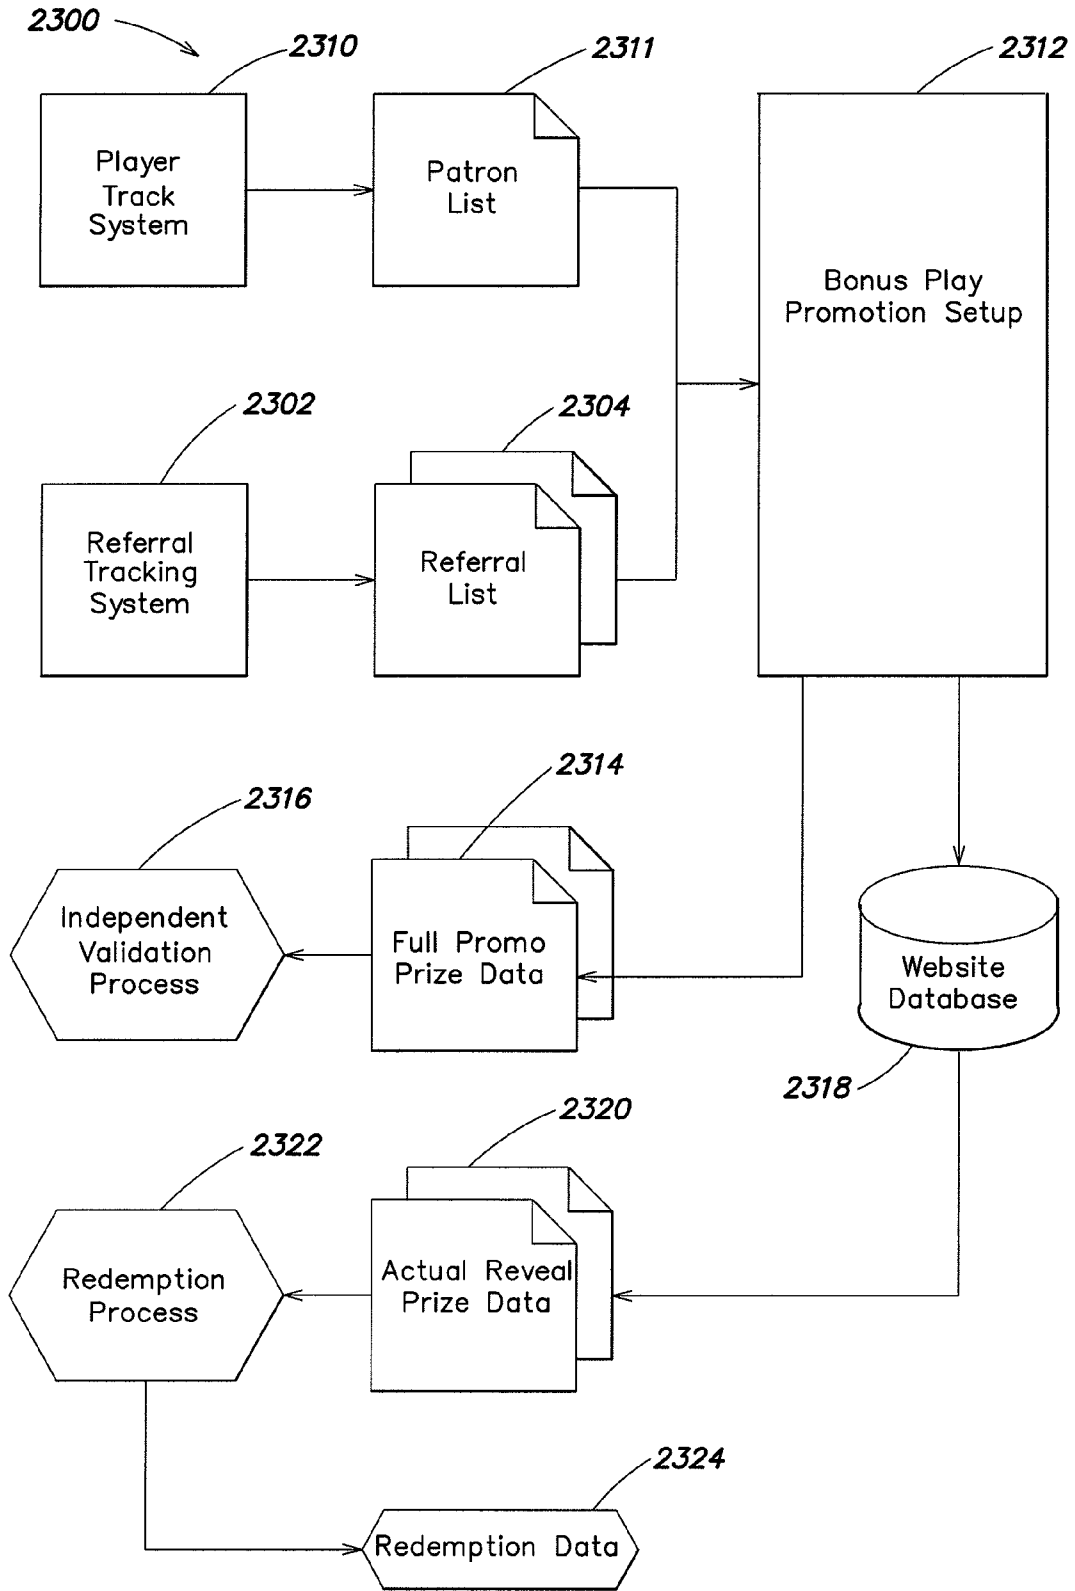 2300
2310
2311
2312
Player
Track
System
Patron
List
Bonus Play
Promotion Setup
2302
2304
Referral
Tracking
System
Referral
List
2314
2316
Independent
Validation
Process
Full Promo
Prize Data
Website
Database
2318
2320
2322
Redemption
Process
Actual Reveal
Prize Data
2324
Redemption Data